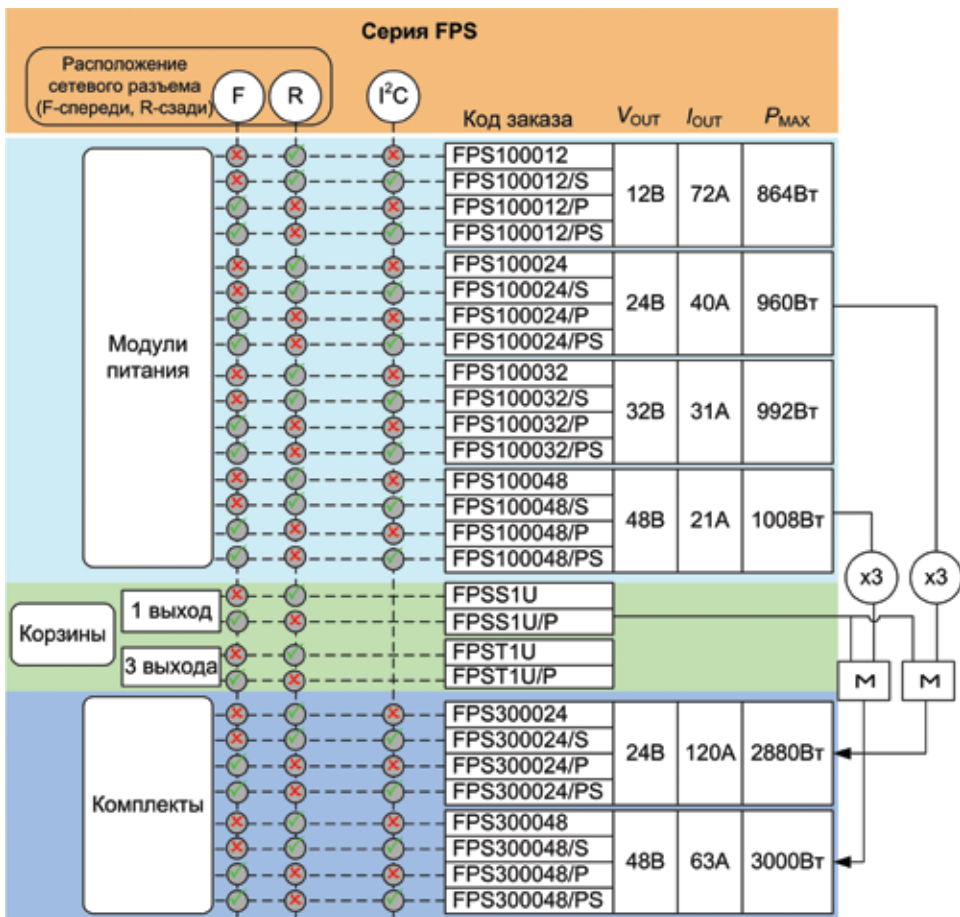 Серия FPS
Расположение
сетевого разъема
(F-спереди, R-сзади)
F
R
I²C
Код заказа
VOUT
IOUT
PMAX
Модули
питания
FPS100012
FPS100012/S
FPS100012/P
FPS100012/PS
12В
72А
864Вт
FPS100024
FPS100024/S
FPS100024/P
FPS100024/PS
24В
40А
960Вт
FPS100032
FPS100032/S
FPS100032/P
FPS100032/PS
32В
31А
992Вт
FPS100048
FPS100048/S
FPS100048/P
FPS100048/PS
48В
21А
1008Вт
x3
x3
Корзины
1 выход
FPSS1U
FPSS1U/P
3 выхода
FPST1U
FPST1U/P
М
М
Комплекты
FPS300024
FPS300024/S
FPS300024/P
FPS300024/PS
24В
120А
2880Вт
FPS300048
FPS300048/S
FPS300048/P
FPS300048/PS
48В
63А
3000Вт